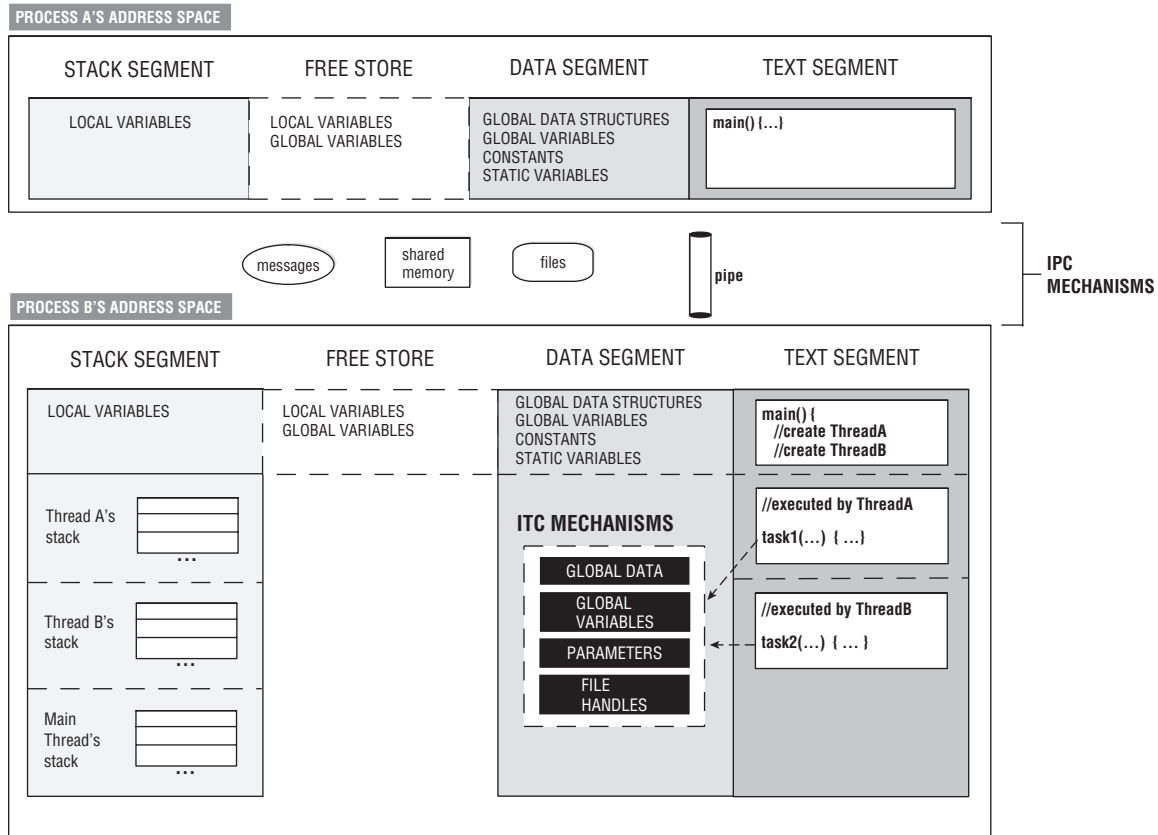 PROCESS A'S ADDRESS SPACE
STACK SEGMENT
FREE STORE
DATA SEGMENT
TEXT SEGMENT
LOCAL VARIABLES
LOCAL VARIABLES
GLOBAL VARIABLES
GLOBAL DATA STRUCTURES
GLOBAL VARIABLES
CONSTANTS
STATIC VARIABLES
main() {...}
messages
shared
memory
files
pipe
IPC
MECHANISMS
PROCESS B'S ADDRESS SPACE
STACK SEGMENT
FREE STORE
DATA SEGMENT
TEXT SEGMENT
LOCAL VARIABLES
LOCAL VARIABLES
GLOBAL VARIABLES
GLOBAL DATA STRUCTURES
GLOBAL VARIABLES
CONSTANTS
STATIC VARIABLES
main() {
//create ThreadA
//create ThreadB
Thread A's
stack
...
Thread B's
stack
...
Main
Thread's
stack
...
ITC MECHANISMS
GLOBAL DATA
GLOBAL
VARIABLES
PARAMETERS
FILE
HANDLES
//executed by ThreadA
task1(...) { ...}
//executed by ThreadB
task2(...) { ... }